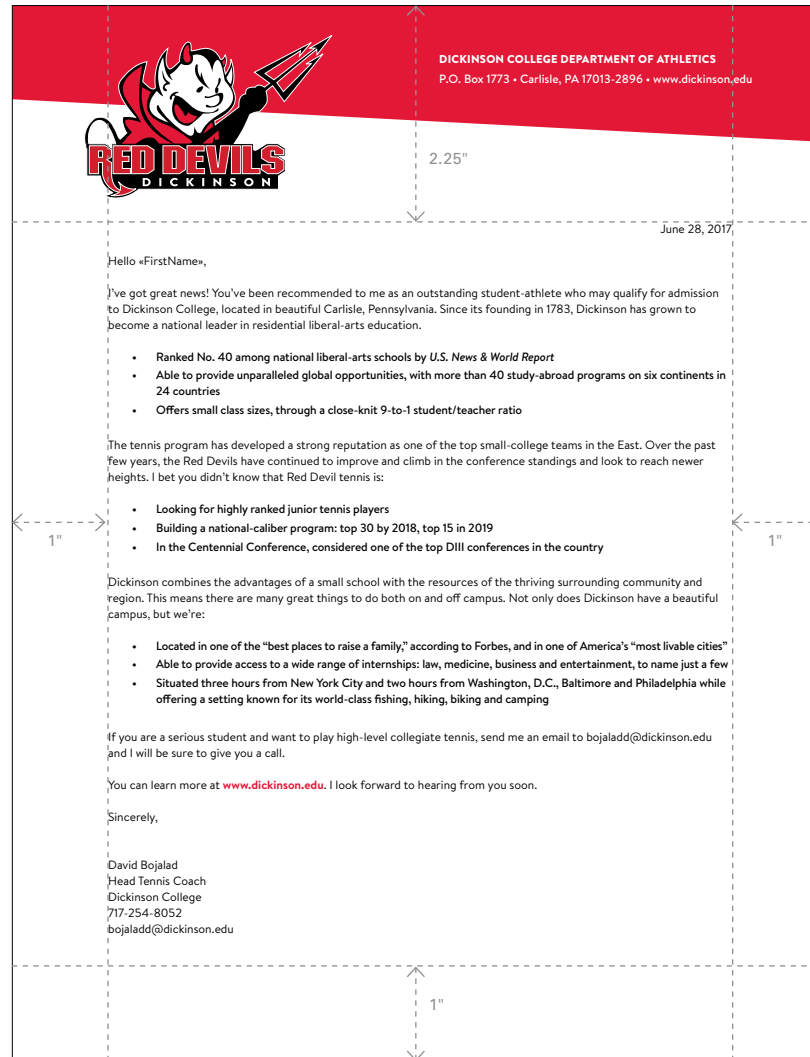 DICKINSON COLLEGE DEPARTMENT OF ATHLETICS
P.O. Box 1773 • Carlisle, PA 17013-2896 • www.dickinson.edu
RED DEVILS
DICKINSON
2.25"
June 28, 2017
Hello «FirstName»,
I've got great news! You've been recommended to me as an outstanding student-athlete who may qualify for admission
to Dickinson College, located in beautiful Carlisle, Pennsylvania. Since its founding in 1783, Dickinson has grown to
become a national leader in residential liberal-arts education.
• Ranked No. 40 among national liberal-arts schools by U.S. News & World Report
• Able to provide unparalleled global opportunities, with more than 40 study-abroad programs on six continents in
24 countries
• Offers small class sizes, through a close-knit 9-to-1 student/teacher ratio
The tennis program has developed a strong reputation as one of the top small-college teams in the East. Over the past
few years, the Red Devils have continued to improve and climb in the conference standings and look to reach newer
heights. I bet you didn't know that Red Devil tennis is:
• Looking for highly ranked junior tennis players
• Building a national-caliber program: top 30 by 2018, top 15 in 2019
• In the Centennial Conference, considered one of the top DIII conferences in the country
1"
1"
Dickinson combines the advantages of a small school with the resources of the thriving surrounding community and
region. This means there are many great things to do both on and off campus. Not only does Dickinson have a beautiful
campus, but we're:
• Located in one of the “best places to raise a family,” according to Forbes, and in one of America's “most livable cities”
• Able to provide access to a wide range of internships: law, medicine, business and entertainment, to name just a few
• Situated three hours from New York City and two hours from Washington, D.C., Baltimore and Philadelphia while
offering a setting known for its world-class fishing, hiking, biking and camping
If you are a serious student and want to play high-level collegiate tennis, send me an email to bojaladd@dickinson.edu
and I will be sure to give you a call.
You can learn more at www.dickinson.edu. I look forward to hearing from you soon.
Sincerely,
David Bojalad
Head Tennis Coach
Dickinson College
717-254-8052
bojaladd@dickinson.edu
1"